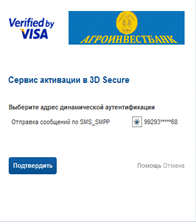 Verified by
VISA
АГРОИНВЕСТБАНК
Сервис активации в 3D Secure
Выберите адрес динамической аутентификации
Отправка сообщений по SMS_SMPP 99293*****68
Подтвердить Помощь Отмена